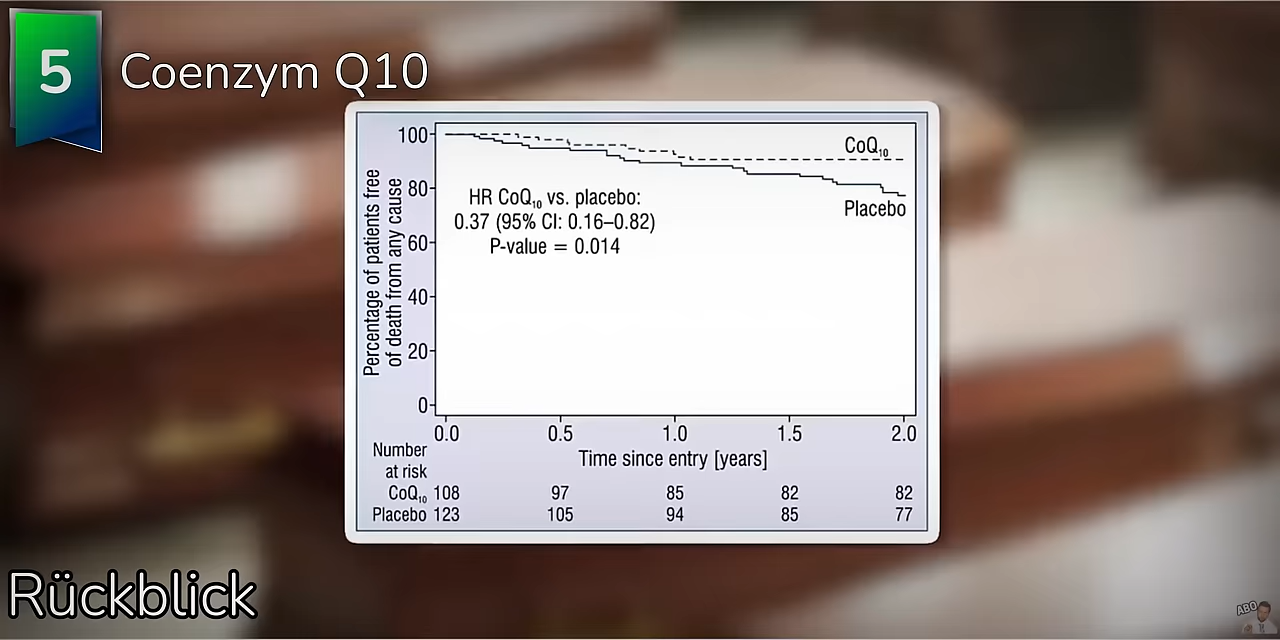 5
Coenzym Q10
100
80
60
40
20
0
Percentage of patients free
of death from any cause
CoQ₁₀
Placebo
HR CoQ₁₀ vs. placebo:
0.37 (95% CI: 0.16–0.82)
P-value = 0.014
0.0 0.5 1.0 1.5 2.0
Time since entry [years]
Number
at risk
CoQ₁₀ 108 97 85 82 82
Placebo 123 105 94 85 77
Rückblick
ABO